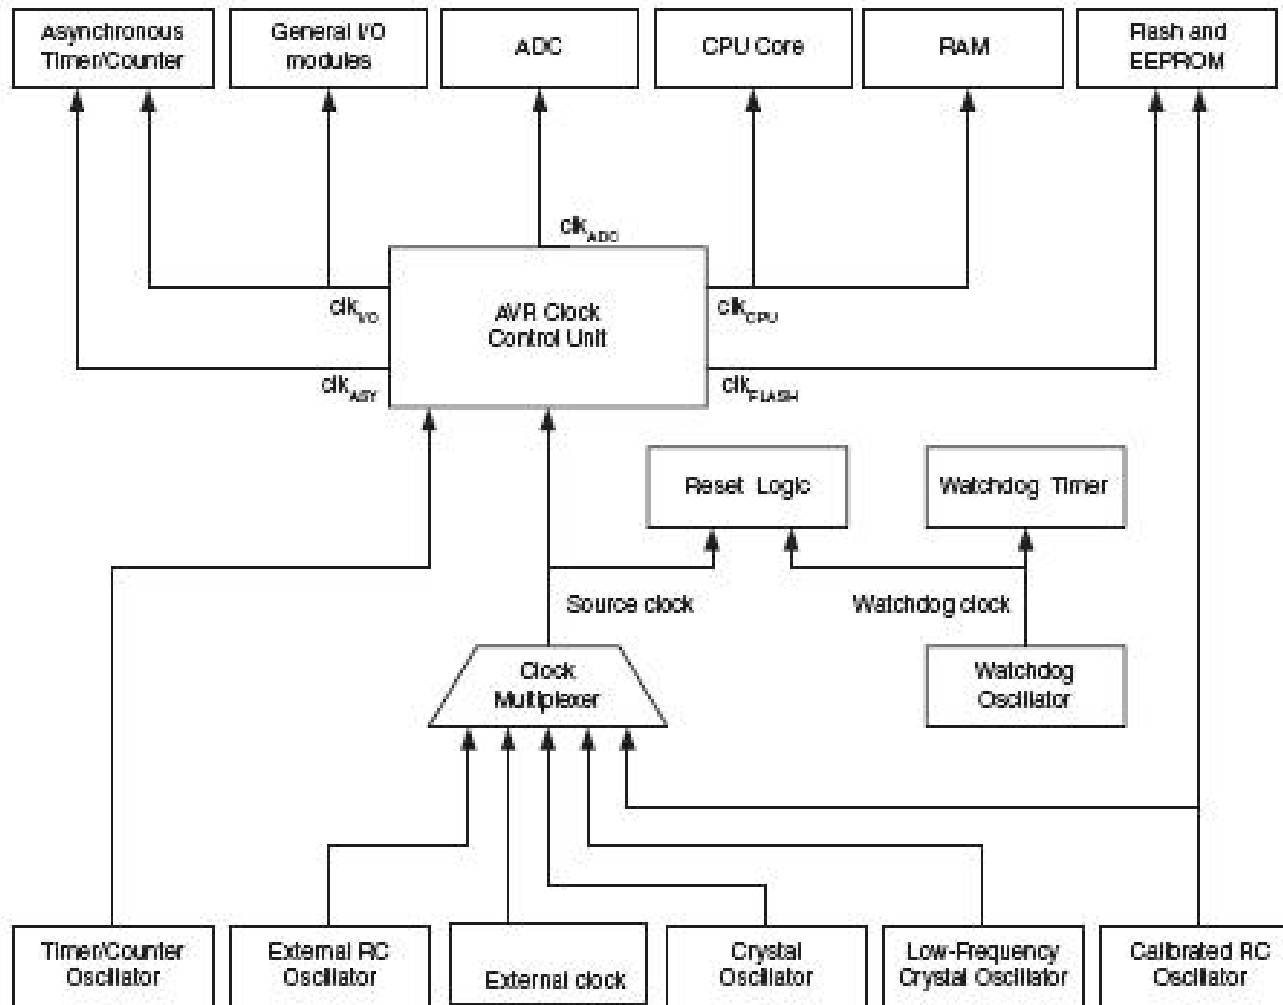 Asynchronous
Timer/Counter
General I/O
modules
ADC
CPU Core
RAM
Flash and
EEPROM
clkADC
clkI/O
AVR Clock
Control Unit
clkCPU
clkASY
clkFLASH
Reset Logic
Watchdog Timer
Source clock
Watchdog clock
Clock
Multiplexer
Watchdog
Oscillator
Timer/Counter
Oscillator
External RC
Oscillator
External clock
Crystal
Oscillator
Low-Frequency
Crystal Oscillator
Calibrated RC
Oscillator